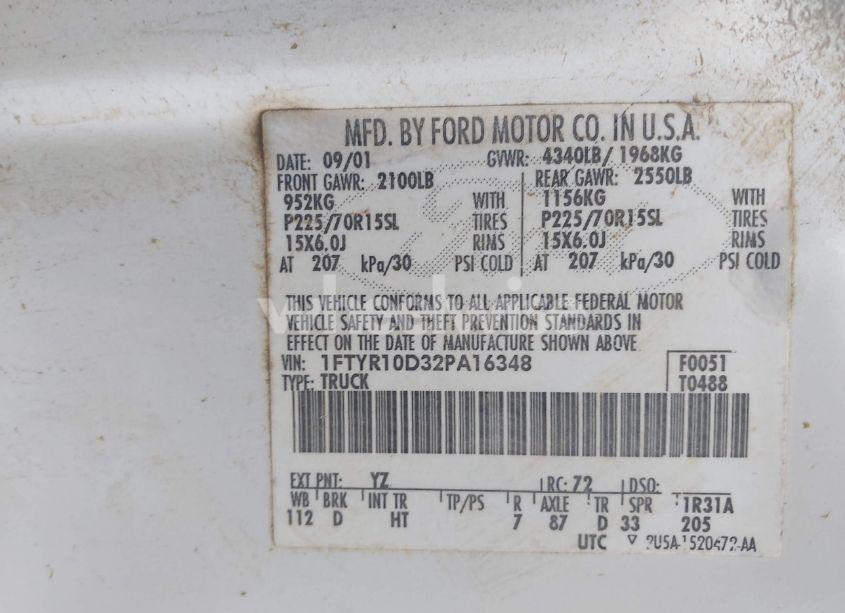 MFD. BY FORD MOTOR CO. IN U.S.A.
DATE: 09/01 GVWR: 4340LB/ 1968KG
FRONT GAWR: 2100LB REAR GAWR: 2550LB
952KG WITH 1156KG WITH
P225/70R15SL TIRES P225/70R15SL TIRES
15X6.0J RIMS 15X6.0J RIMS
AT 207 kPa/30 PSI COLD AT 207 kPa/30 PSI COLD
THIS VEHICLE CONFORMS TO ALL APPLICABLE FEDERAL MOTOR
VEHICLE SAFETY AND THEFT PREVENTION STANDARDS IN
EFFECT ON THE DATE OF MANUFACTURE SHOWN ABOVE
VIN: 1FTYR10D32PA16348 F0051
TYPE: TRUCK T0488
EXT PNT: YZ RC: 72 DSO:
WB BRK INT TR TP/PS R AXLE TR SPR 1R31A
112 D HT 7 87 D 33 205
UTC